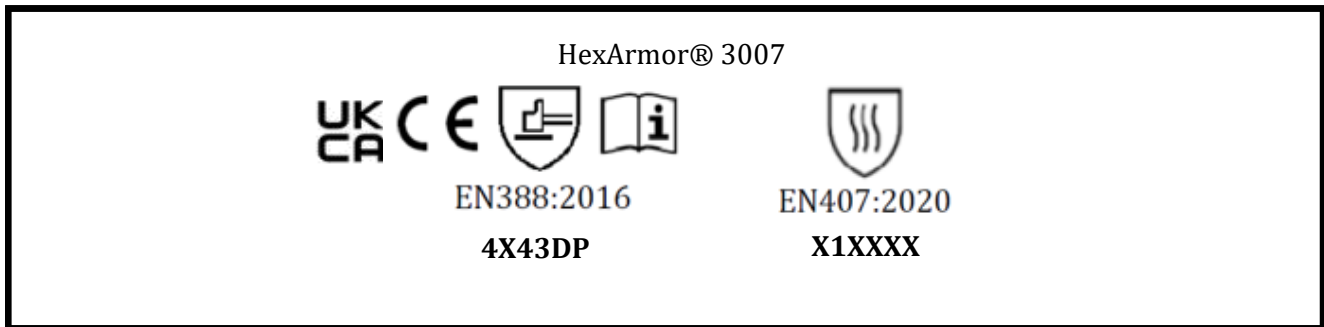 HexArmor® 3007
UK
CA CE i
EN388:2016 EN407:2020
4X43DP X1XXXX